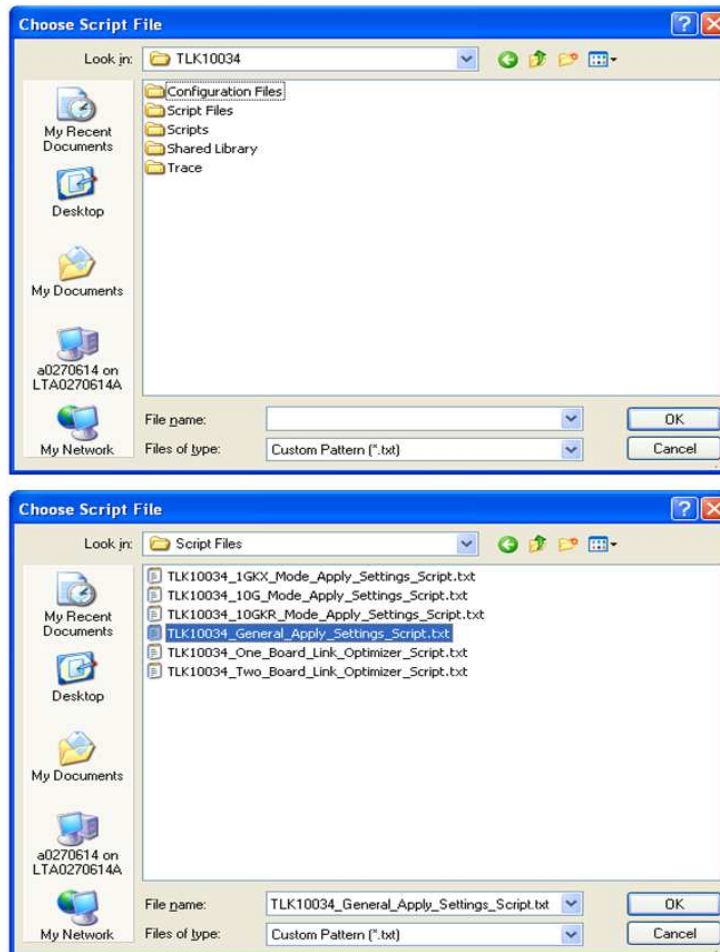 Choose Script File
Look in: TLK10034
Configuration Files
Script Files
Scripts
Shared Library
Trace
My Recent
Documents
Desktop
My Documents
a0270614 on
LTA0270614A
My Network
File name:
OK
Files of type: Custom Pattern (*.txt)
Cancel
Choose Script File
Look in: Script Files
TLK10034_1GKX_Mode_Apply_Settings_Script.txt
TLK10034_10G_Mode_Apply_Settings_Script.txt
TLK10034_10GKR_Mode_Apply_Settings_Script.txt
TLK10034_General_Apply_Settings_Script.txt
TLK10034_One_Board_Link_Optimizer_Script.txt
TLK10034_Two_Board_Link_Optimizer_Script.txt
My Recent
Documents
Desktop
My Documents
a0270614 on
LTA0270614A
My Network
File name: TLK10034_General_Apply_Settings_Script.txt
OK
Files of type: Custom Pattern (*.txt)
Cancel